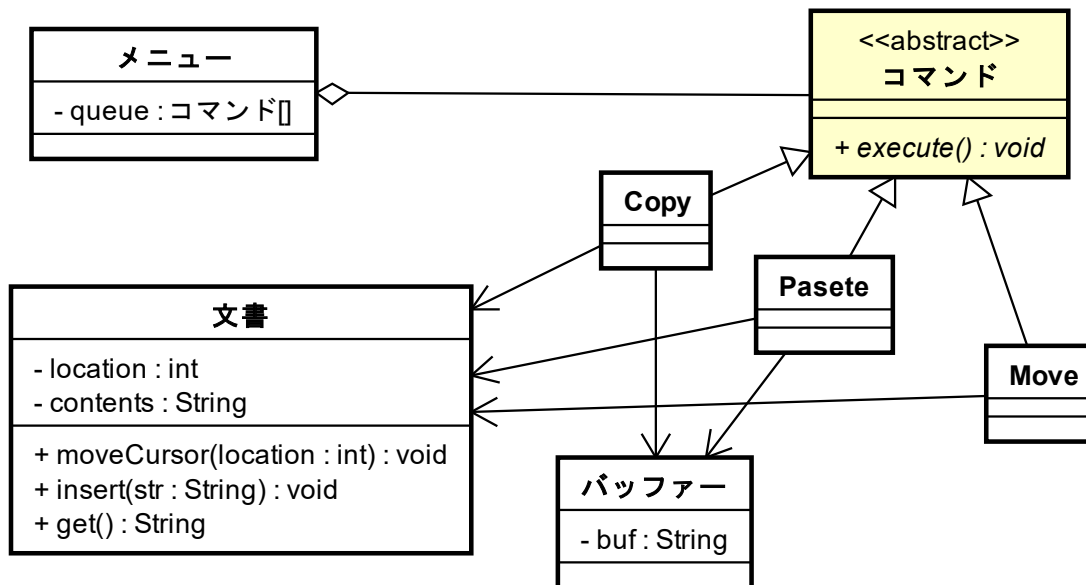 メニュー
- queue : コマンド[]
<<abstract>>
コマンド
+ execute() : void
Copy
Pasete
Move
文書
- location : int
- contents : String
+ moveCursor(location : int) : void
+ insert(str : String) : void
+ get() : String
バッファー
- buf : String